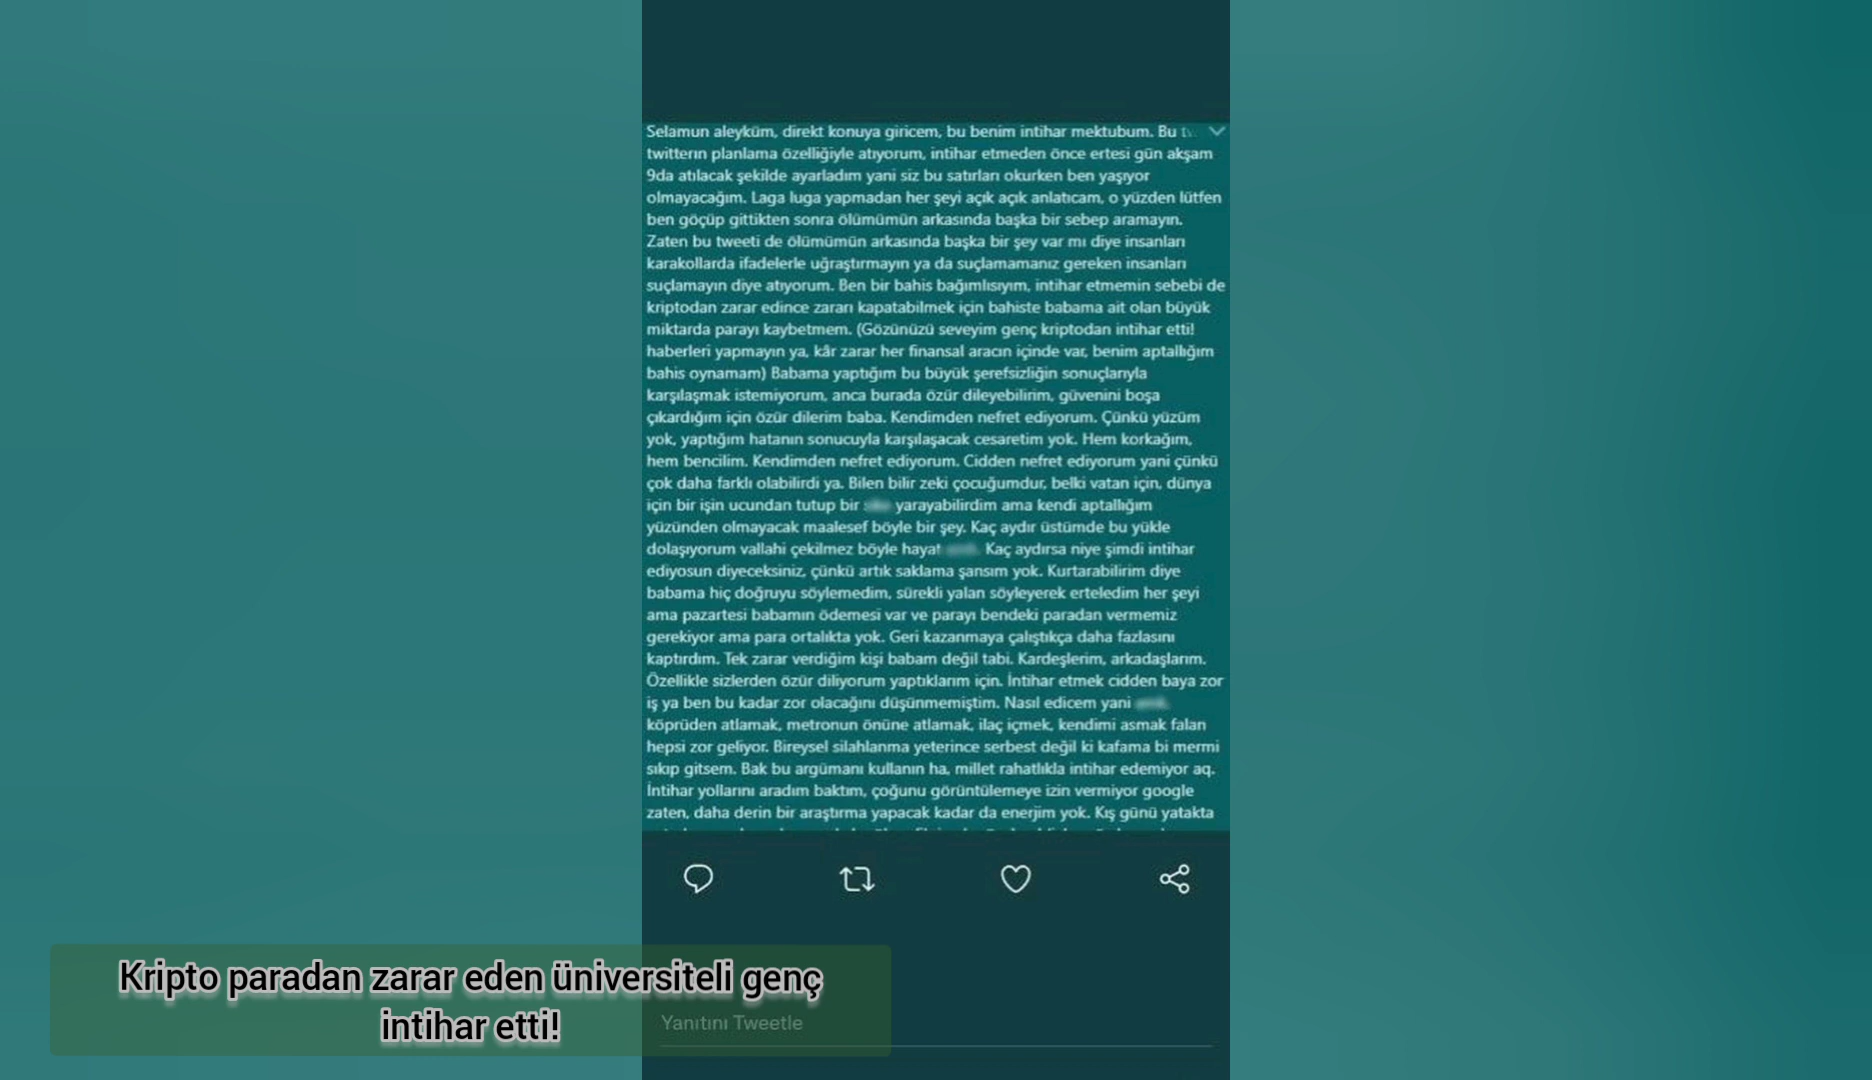 Selamun aleyküm, direkt konuya giricem, bu benim intihar mektubum. Bu
twitterın planlama özelliğiyle atıyorum, intihar etmeden önce ertesi gün akşam
9da atılacak şekilde ayarladım yani siz bu satırları okurken ben yaşıyor
olmayacağım. Laga luga yapmadan her şeyi açık açık anlatıcam, o yüzden lütfen
ben göçüp gittikten sonra ölümümün arkasında başka bir sebep aramayın.
Zaten bu tweeti de ölümümün arkasında başka bir şey var mı diye insanları
karakollarda ifadelerle uğraştırmayın ya da suçlamamanız gereken insanları
suçlamayın diye atıyorum. Ben bir bahis bağımlısıyım, intihar etmemin sebebi de
kriptodan zarar edince zararı kapatabilmek için bahiste babama ait olan büyük
miktarda parayı kaybetmem. (Gözünüzü seveyim genç kriptodan intihar etti!
haberleri yapmayın ya, kâr zarar her finansal aracın içinde var, benim aptallığım
bahis oynamam) Babama yaptığım bu büyük şerefsizliğin sonuçlarıyla
karşılaşmak istemiyorum, anca burada özür dileyebilirim, güvenini boşa
çıkardığım için özür dilerim baba. Kendimden nefret ediyorum. Çünkü yüzüm
yok, yaptığım hatanın sonucuyla karşılaşacak cesaretim yok. Hem korkağım,
hem bencilim. Kendimden nefret ediyorum. Cidden nefret ediyorum yani çünkü
çok daha farklı olabilirdi ya. Bilen bilir zeki çocuğumdur, belki vatan için, dünya
için bir işin ucundan tutup bir yarayabilirdim ama kendi aptallığım
yüzünden olmayacak maalesef böyle bir şey. Kaç aydır üstümde bu yükle
dolaşıyorum vallahi çekilmez böyle hayat Kaç aydırsa niye şimdi intihar
ediyosun diyeceksiniz, çünkü artık saklama şansım yok. Kurtarabilirim diye
babama hiç doğruyu söylemedim, sürekli yalan söyleyerek erteledim her şeyi
ama pazartesi babamın ödemesi var ve parayı bendeki paradan vermemiz
gerekiyor ama para ortalıkta yok. Geri kazanmaya çalıştıkça daha fazlasını
kaptırdım. Tek zarar verdiğim kişi babam değil tabi. Kardeşlerim, arkadaşlarım.
Özellikle sizlerden özür diliyorum yaptıklarım için. İntihar etmek cidden baya zor
iş ya ben bu kadar zor olacağını düşünmemiştim. Nasıl edicem yani
köprüden atlamak, metronun önüne atlamak, ilaç içmek, kendimi asmak falan
hepsi zor geliyor. Bireysel silahlanma yeterince serbest değil ki kafama bi mermi
sıkıp gitsem. Bak bu argümanı kullanın ha, millet rahatlıkla intihar edemiyor aq.
İntihar yollarını aradım baktım, çoğunu görüntülemeye izin vermiyor google
zaten, daha derin bir araştırma yapacak kadar da enerjim yok. Kış günü yatakta
Kripto paradan zarar eden üniversiteli genç
intihar etti!
Yanıtını Tweetle